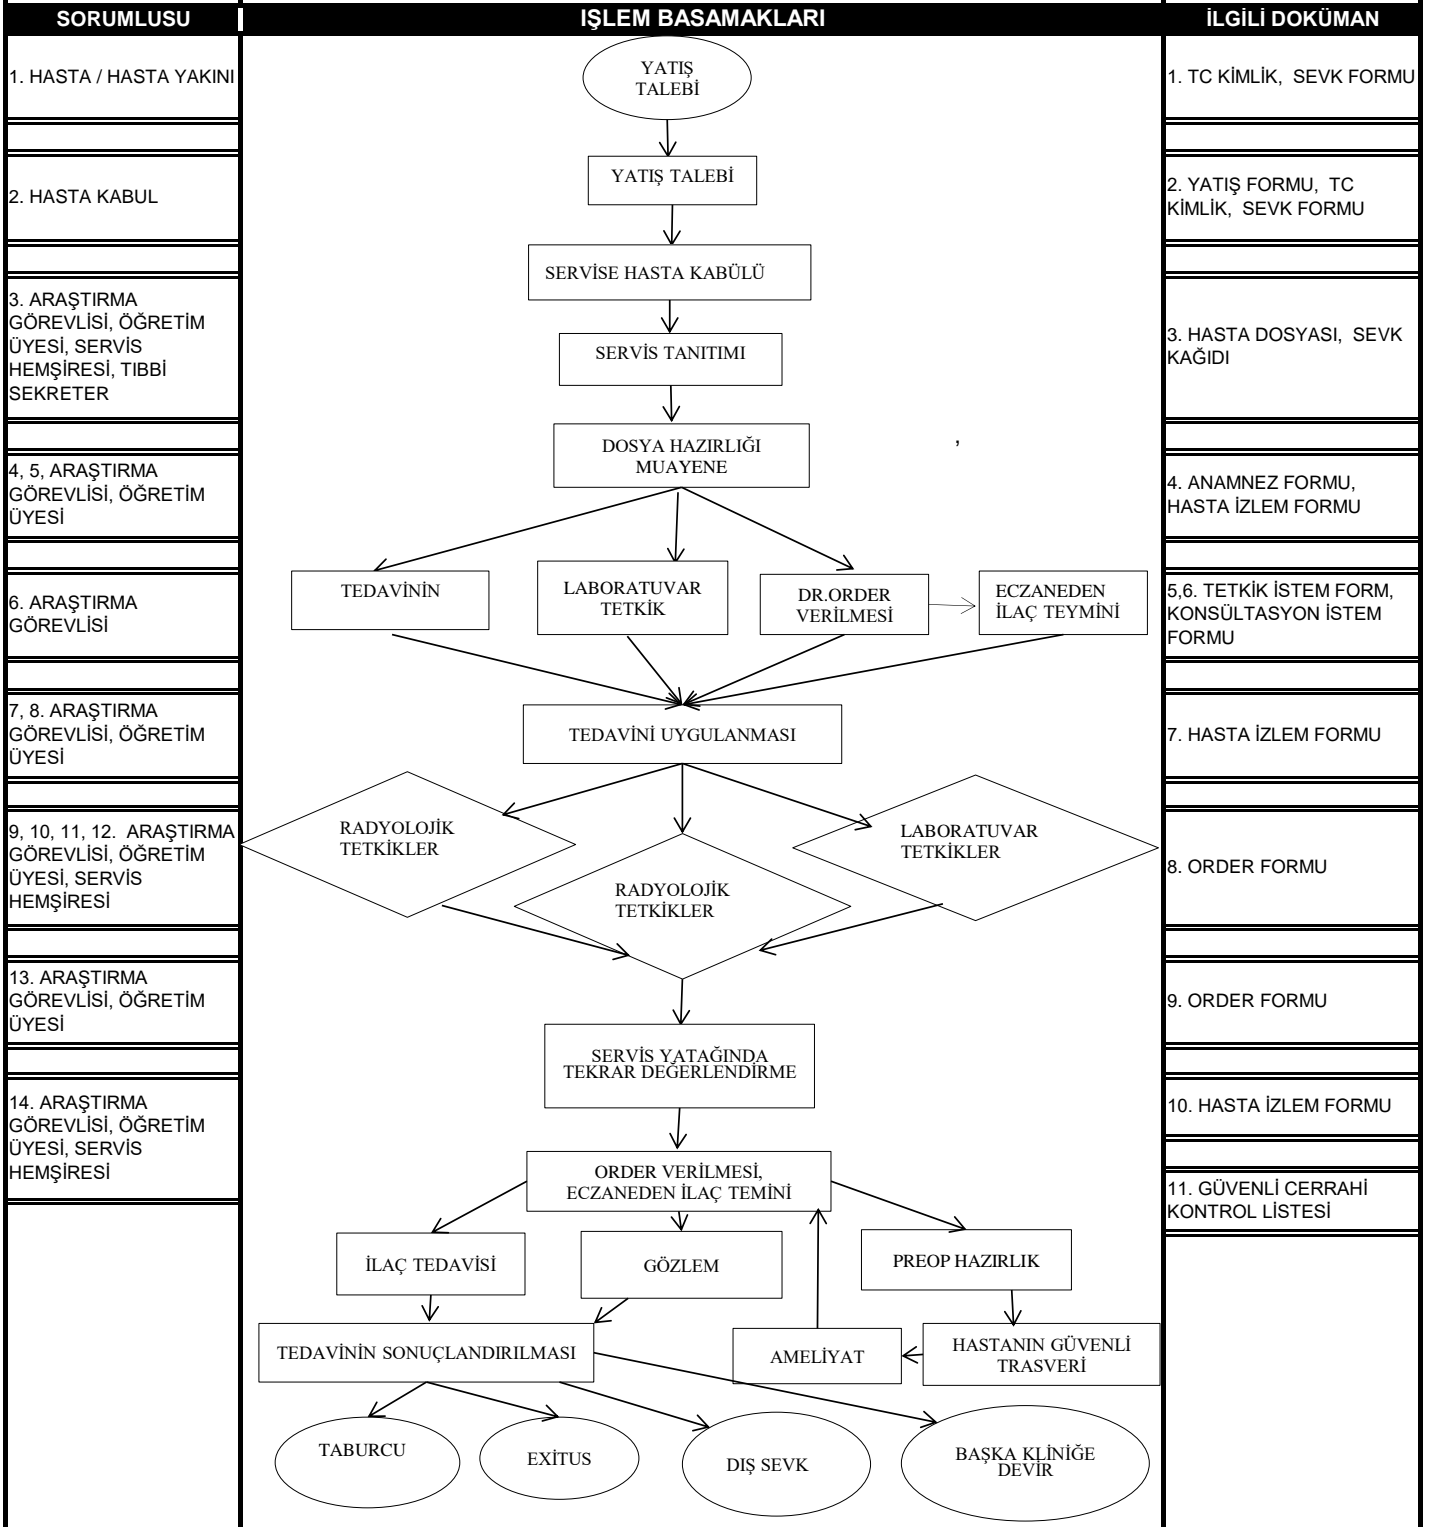 SORUMLUSU
IŞLEM BASAMAKLARI
İLGİLİ DOKÜMAN
1. HASTA / HASTA YAKINI
YATIŞ
TALEBİ
1. TC KİMLİK, SEVK FORMU
2. HASTA KABUL
YATIŞ TALEBİ
2. YATIŞ FORMU, TC
KİMLİK, SEVK FORMU
SERVİSE HASTA KABÜLÜ
3. ARAŞTIRMA
GÖREVLİSİ, ÖĞRETİM
ÜYESİ, SERVİS
HEMŞİRESİ, TIBBİ
SEKRETER
SERVİS TANITIMI
3. HASTA DOSYASI, SEVK
KAĞIDI
DOSYA HAZIRLIĞI
MUAYENE
,
4, 5, ARAŞTIRMA
GÖREVLİSİ, ÖĞRETİM
ÜYESİ
4. ANAMNEZ FORMU,
HASTA İZLEM FORMU
6. ARAŞTIRMA
GÖREVLİSİ
TEDAVİNİN
LABORATUVAR
TETKİK
DR.ORDER
VERİLMESİ
ECZANEDEN
İLAÇ TEYMİNİ
5,6. TETKİK İSTEM FORM,
KONSÜLTASYON İSTEM
FORMU
7, 8. ARAŞTIRMA
GÖREVLİSİ, ÖĞRETİM
ÜYESİ
TEDAVİNİ UYGULANMASI
7. HASTA İZLEM FORMU
9, 10, 11, 12. ARAŞTIRMA
GÖREVLİSİ, ÖĞRETİM
ÜYESİ, SERVİS
HEMŞİRESİ
RADYOLOJİK
TETKİKLER
RADYOLOJİK
TETKİKLER
LABORATUVAR
TETKİKLER
8. ORDER FORMU
13. ARAŞTIRMA
GÖREVLİSİ, ÖĞRETİM
ÜYESİ
9. ORDER FORMU
SERVİS YATAĞINDA
TEKRAR DEĞERLENDİRME
14. ARAŞTIRMA
GÖREVLİSİ, ÖĞRETİM
ÜYESİ, SERVİS
HEMŞİRESİ
10. HASTA İZLEM FORMU
ORDER VERİLMESİ,
ECZANEDEN İLAÇ TEMİNİ
11. GÜVENLİ CERRAHİ
KONTROL LİSTESİ
İLAÇ TEDAVİSİ
GÖZLEM
PREOP HAZIRLIK
TEDAVİNİN SONUÇLANDIRILMASI
AMELİYAT
HASTANIN GÜVENLİ
TRASVERİ
TABURCU
EXİTUS
DIŞ SEVK
BAŞKA KLİNİĞE
DEVİR